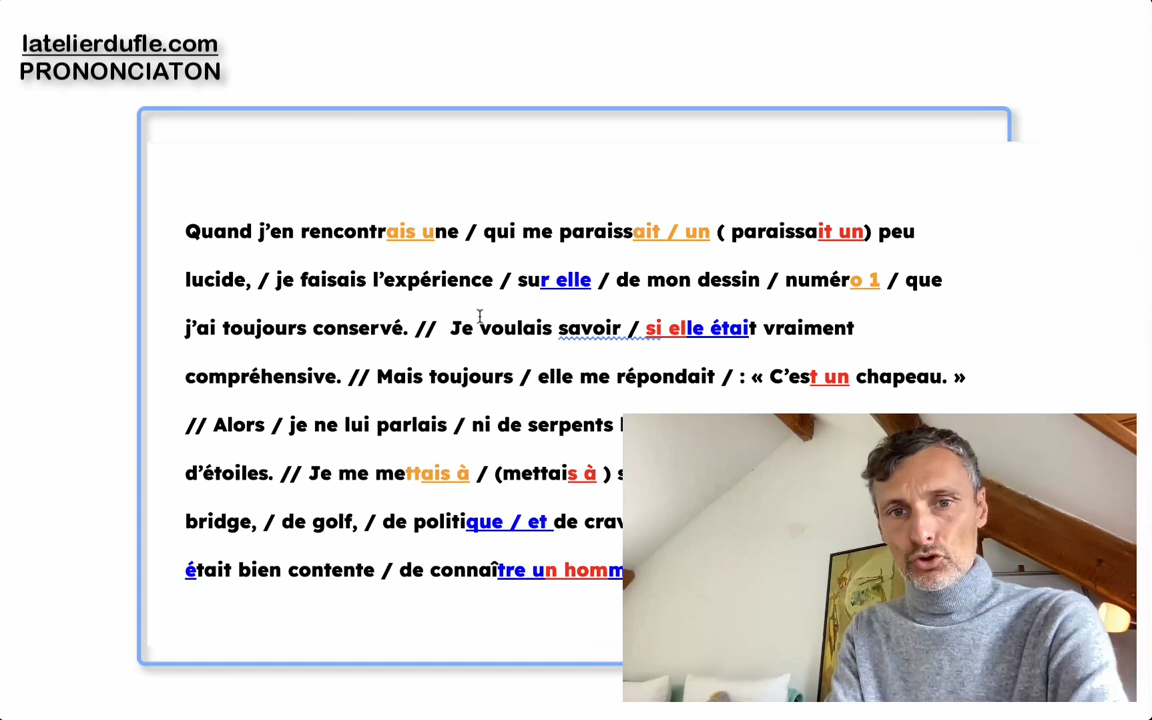 latelierdufle.com
PRONONCIATON
Quand j’en rencontrais une / qui me paraissait / un ( paraissait un) peu
lucide, / je faisais l’expérience / sur elle / de mon dessin / numéro 1 / que
j’ai toujours conservé. // Je voulais savoir / si elle était vraiment
compréhensive. // Mais toujours / elle me répondait / : « C’est un chapeau. »
// Alors / je ne lui parlais / ni de serpents
d’étoiles. // Je me mettais à / (mettais à )
bridge, / de golf, / de politique / et de
était bien contente / de connaître un